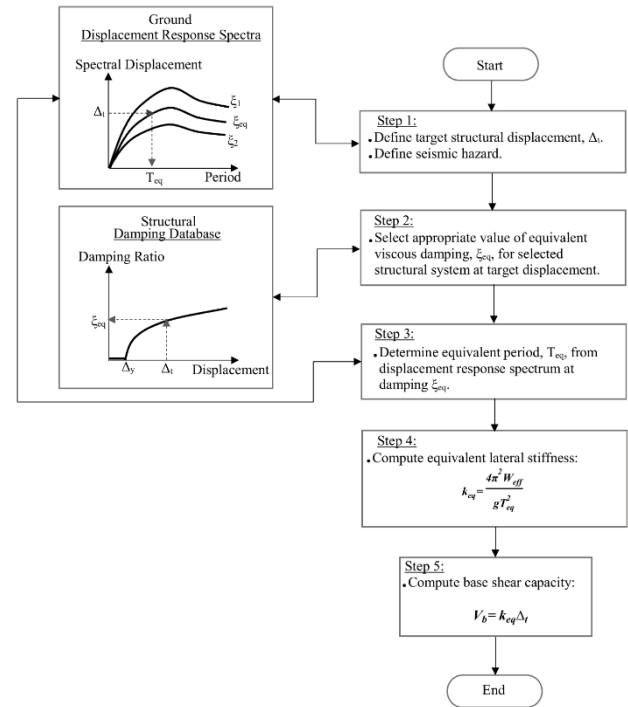 Ground
Displacement Response Spectra
Spectral Displacement
Δt
ξ1
ξeq
ξ2
Teq
Period
Structural
Damping Database
Damping Ratio
ξeq
Δy
Δt
Displacement
Start
Step 1:
•Define target structural displacement, Δt.
•Define seismic hazard.
Step 2:
•Select appropriate value of equivalent
viscous damping, ξeq, for selected
structural system at target displacement.
Step 3:
•Determine equivalent period, Teq, from
displacement response spectrum at
damping ξeq.
Step 4:
•Compute equivalent lateral stiffness:
keq = 4π² Weff / gT²eq
Step 5:
•Compute base shear capacity:
Vb = keqΔt
End